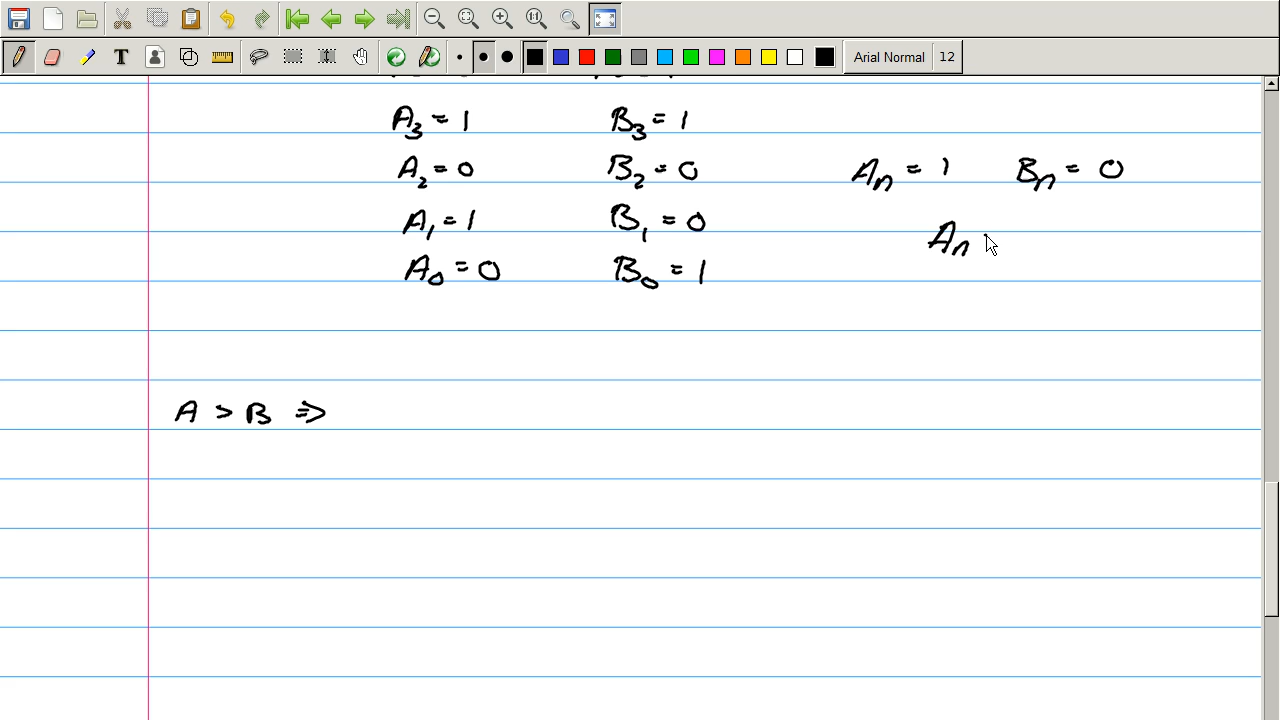 Arial Normal 12
A₃ = 1 B₃ = 1
A₂ = 0 B₂ = 0 Aₙ = 1 Bₙ = 0
A₁ = 1 B₁ = 0
Aₙ
A₀ = 0 B₀ = 1
A > B ⇒